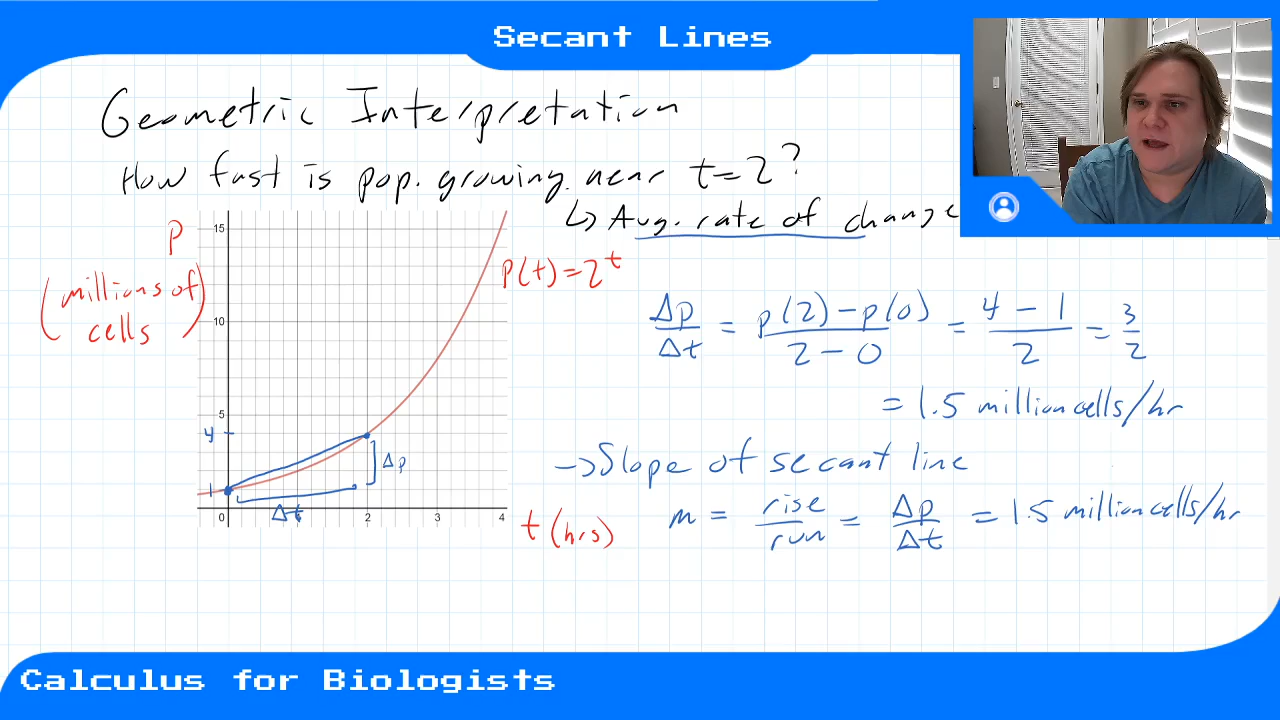 Secant Lines
Geometric Interpretation
How fast is pop. growing near t=2?
↳ Avg. rate of change
P
(millions of
cells)
15
10
5
4
1
0
2
3
4
Δt
Δp
t (hrs)
P(t)=2^t
Δp/Δt = (p(2)-p(0))/(2-0) = (4-1)/2 = 3/2
= 1.5 million cells/hr
→Slope of secant line
m = rise/run = Δp/Δt = 1.5 million cells/hr
Calculus for Biologists